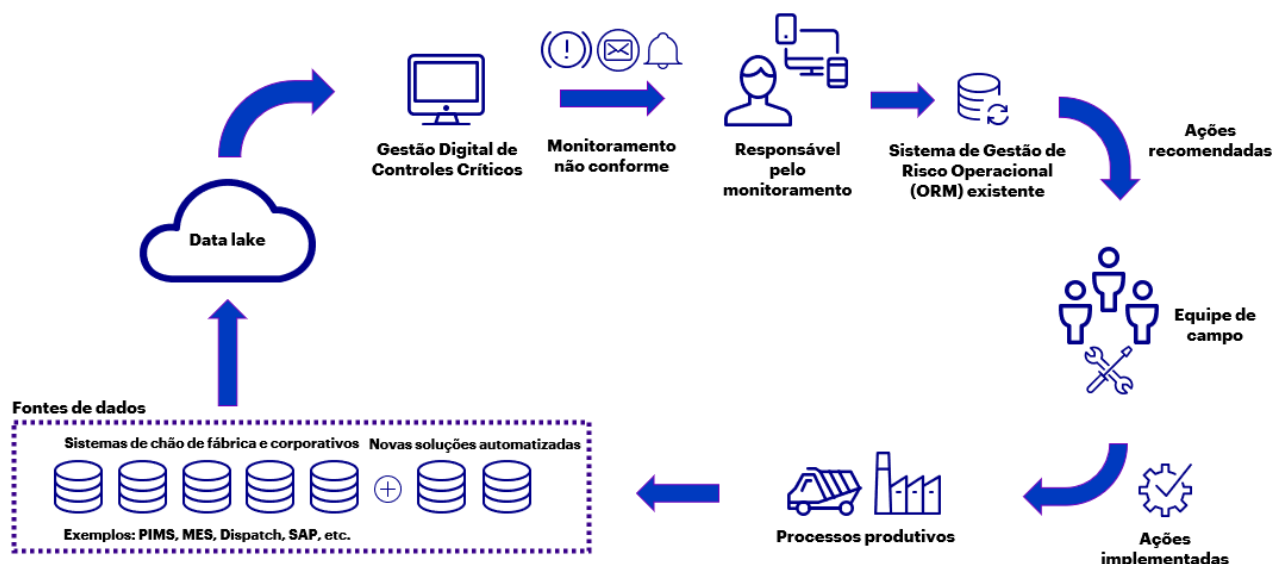 Gestão Digital de
Controles Críticos
Monitoramento
não conforme
Responsável
pelo
monitoramento
Sistema de Gestão de
Risco Operacional
(ORM) existente
Ações
recomendadas
Data lake
Equipe de
campo
Fontes de dados
Sistemas de chão de fábrica e corporativos
Novas soluções automatizadas
Exemplos: PIMS, MES, Dispatch, SAP, etc.
Processos produtivos
Ações
implementadas